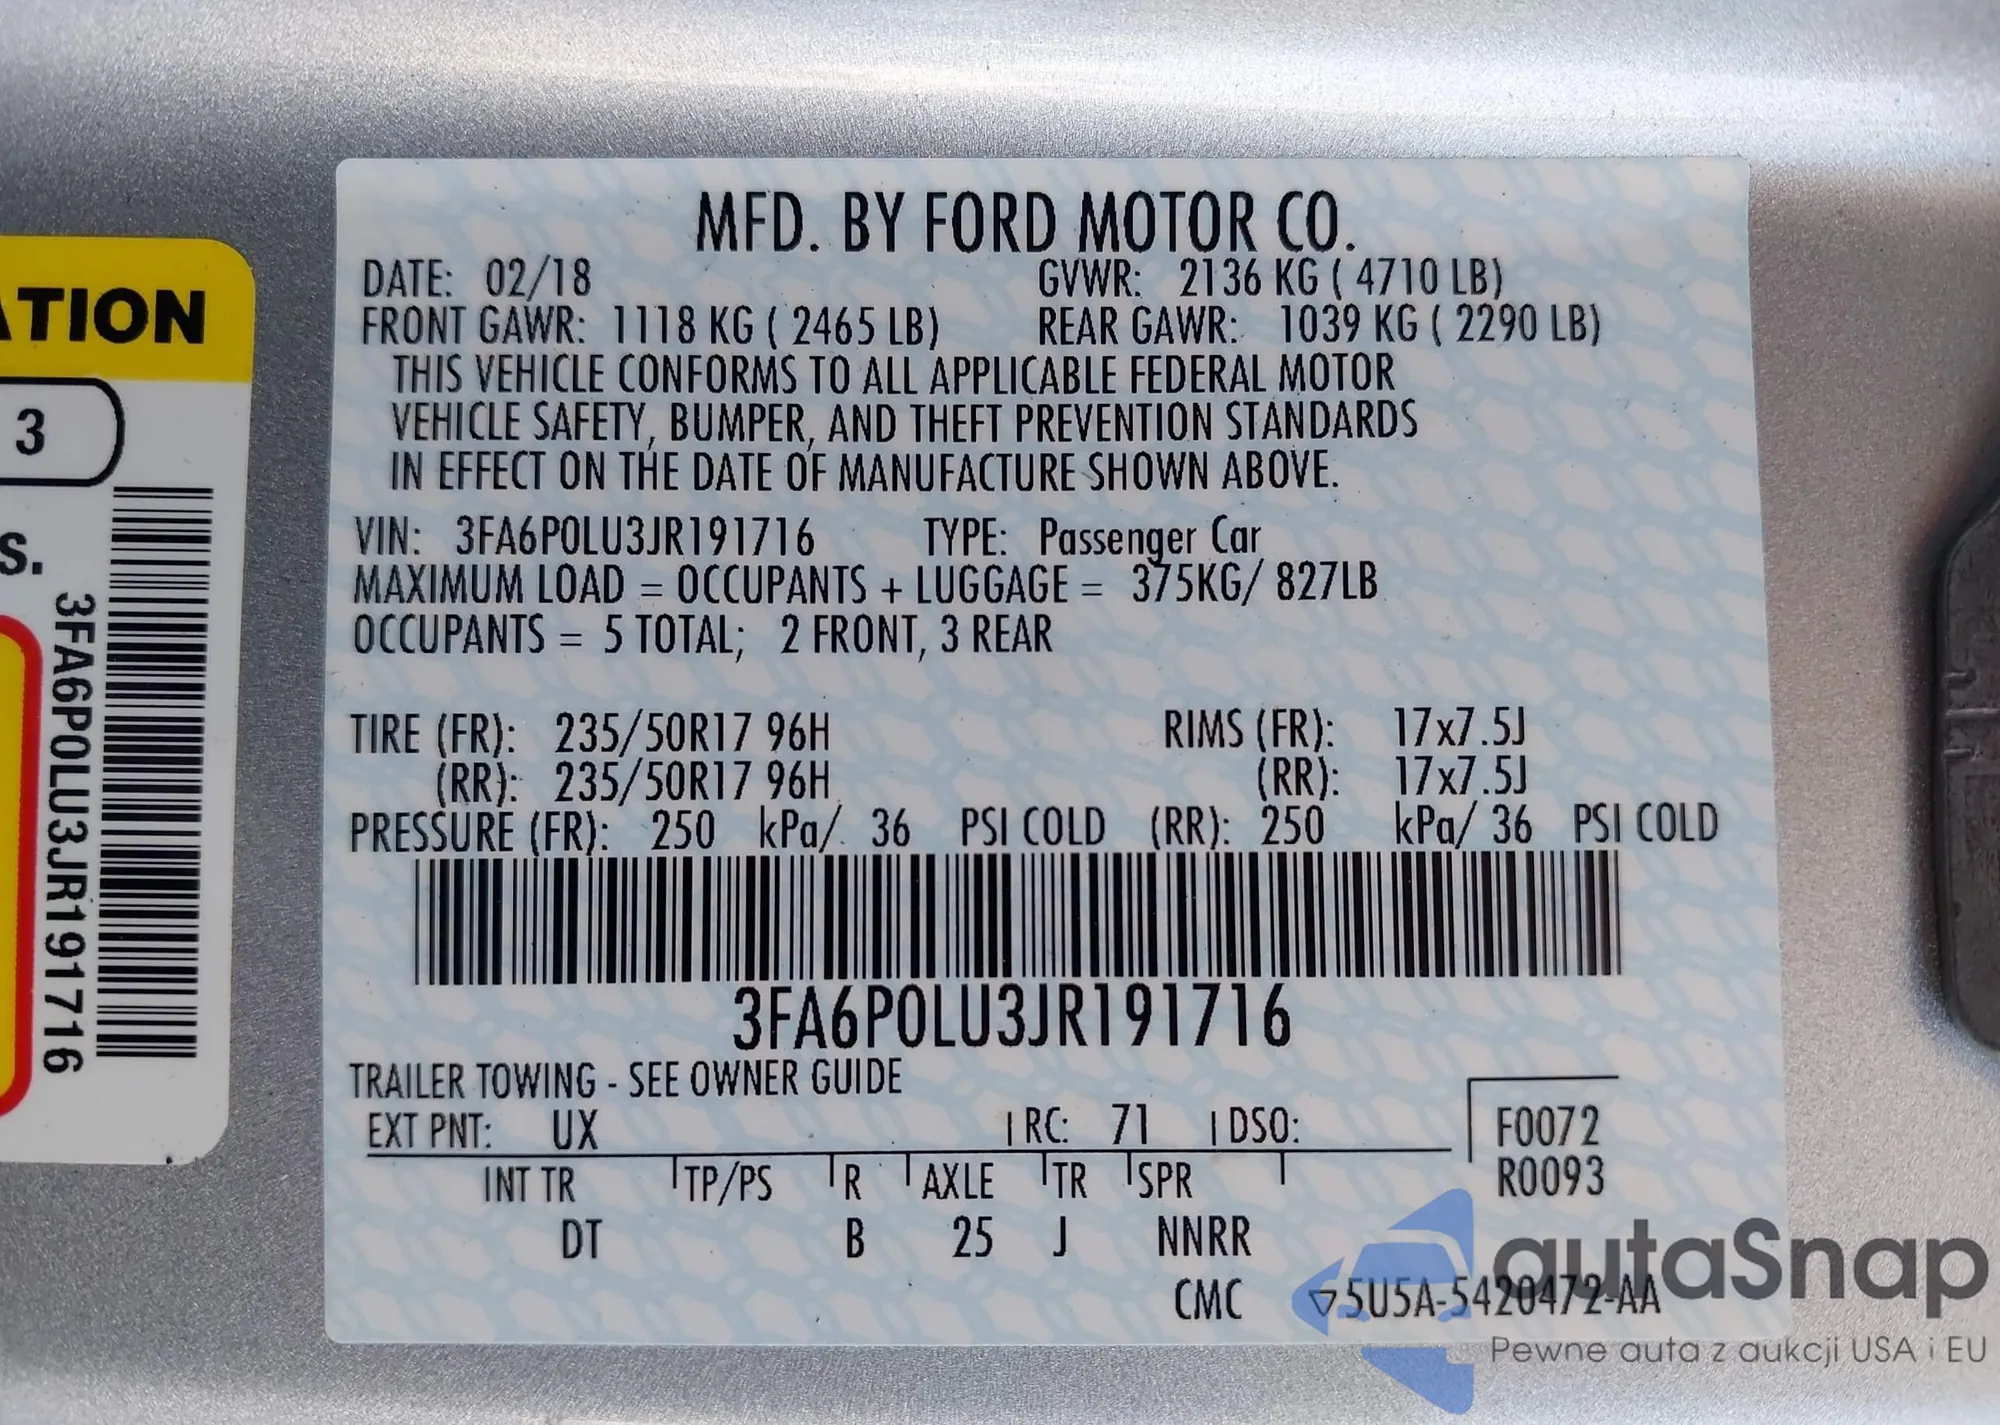 ATION
3
S.
3FA6P0LU3JR191716
MFD. BY FORD MOTOR CO.
DATE: 02/18 GVWR: 2136 KG ( 4710 LB)
FRONT GAWR: 1118 KG ( 2465 LB) REAR GAWR: 1039 KG ( 2290 LB)
THIS VEHICLE CONFORMS TO ALL APPLICABLE FEDERAL MOTOR
VEHICLE SAFETY, BUMPER, AND THEFT PREVENTION STANDARDS
IN EFFECT ON THE DATE OF MANUFACTURE SHOWN ABOVE.
VIN: 3FA6P0LU3JR191716 TYPE: Passenger Car
MAXIMUM LOAD = OCCUPANTS + LUGGAGE = 375KG/ 827LB
OCCUPANTS = 5 TOTAL; 2 FRONT, 3 REAR
TIRE (FR): 235/50R17 96H RIMS (FR): 17x7.5J
(RR): 235/50R17 96H (RR): 17x7.5J
PRESSURE (FR): 250 kPa/ 36 PSI COLD (RR): 250 kPa/ 36 PSI COLD
3FA6P0LU3JR191716
TRAILER TOWING - SEE OWNER GUIDE
EXT PNT: UX RC: 71 DSO: F0072
INT TR TP/PS R AXLE TR SPR R0093
DT B 25 J NNRR
CMC 5U5A-5420472-AA
autaSnap
Pewne auta z aukcji USA i EU